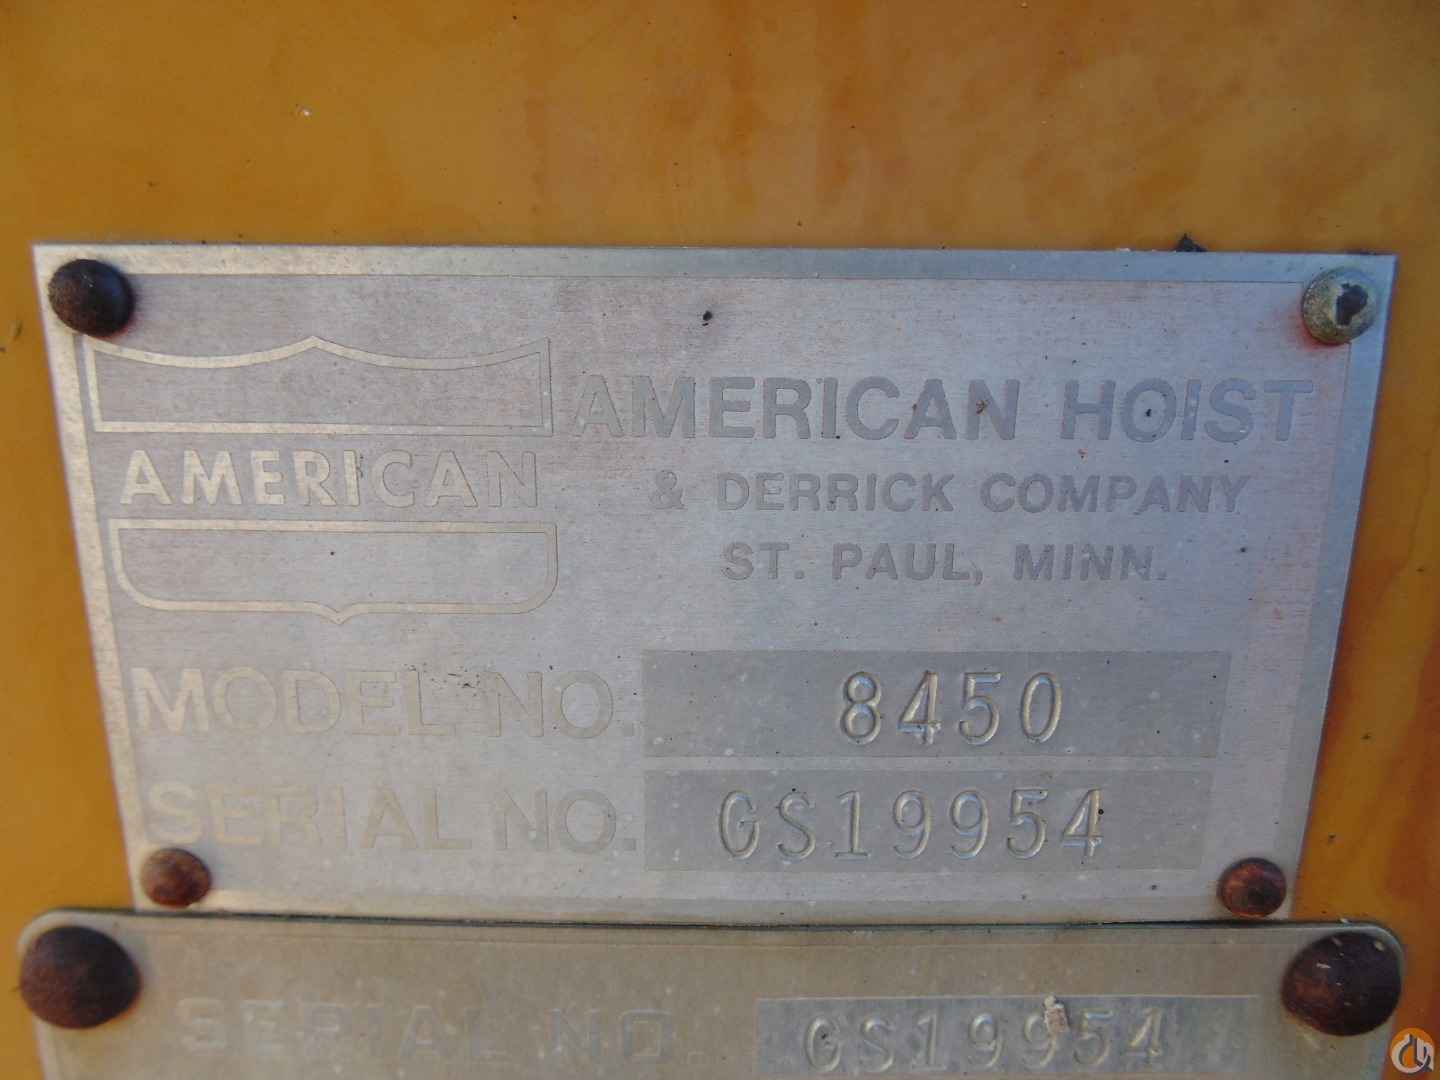 AMERICAN HOIST
AMERICAN
& DERRICK COMPANY
ST. PAUL, MINN.
MODEL NO. 8450
SERIAL NO. GS19954
SERIAL NO. GS19954